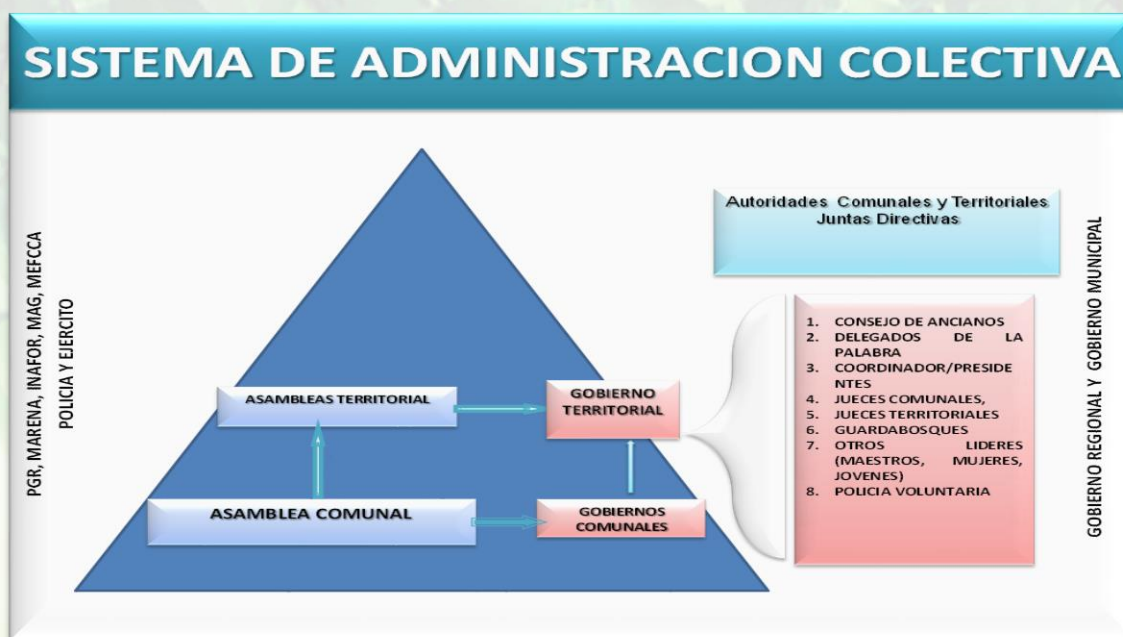 SISTEMA DE ADMINISTRACION COLECTIVA
PGR, MARENA, INAFOR, MAG, MEFCCA
POLICIA Y EJERCITO
ASAMBLEAS TERRITORIAL
GOBIERNO
TERRITORIAL
ASAMBLEA COMUNAL
GOBIERNOS
COMUNALES
Autoridades Comunales y Territoriales
Juntas Directivas
1. CONSEJO DE ANCIANOS
2. DELEGADOS DE LA
PALABRA
3. COORDINADOR/PRESIDE
NTES
4. JUECES COMUNALES,
5. JUECES TERRITORIALES
6. GUARDABOSQUES
7. OTROS LIDERES
(MAESTROS, MUJERES,
JOVENES)
8. POLICIA VOLUNTARIA
GOBIERNO REGIONAL Y GOBIERNO MUNICIPAL